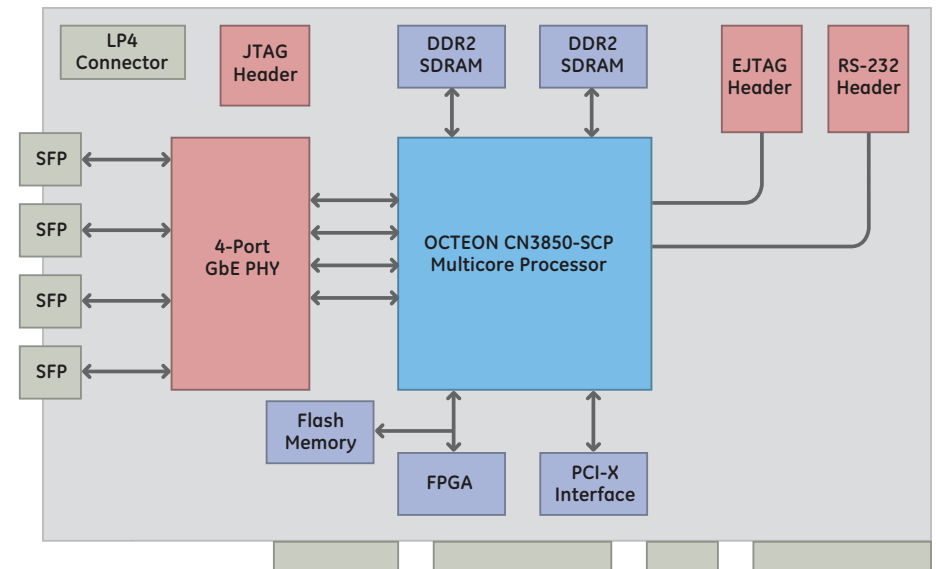 LP4
Connector
JTAG
Header
DDR2
SDRAM
DDR2
SDRAM
EJTAG
Header
RS-232
Header
SFP
SFP
SFP
SFP
4-Port
GbE PHY
OCTEON CN3850-SCP
Multicore Processor
Flash
Memory
FPGA
PCI-X
Interface